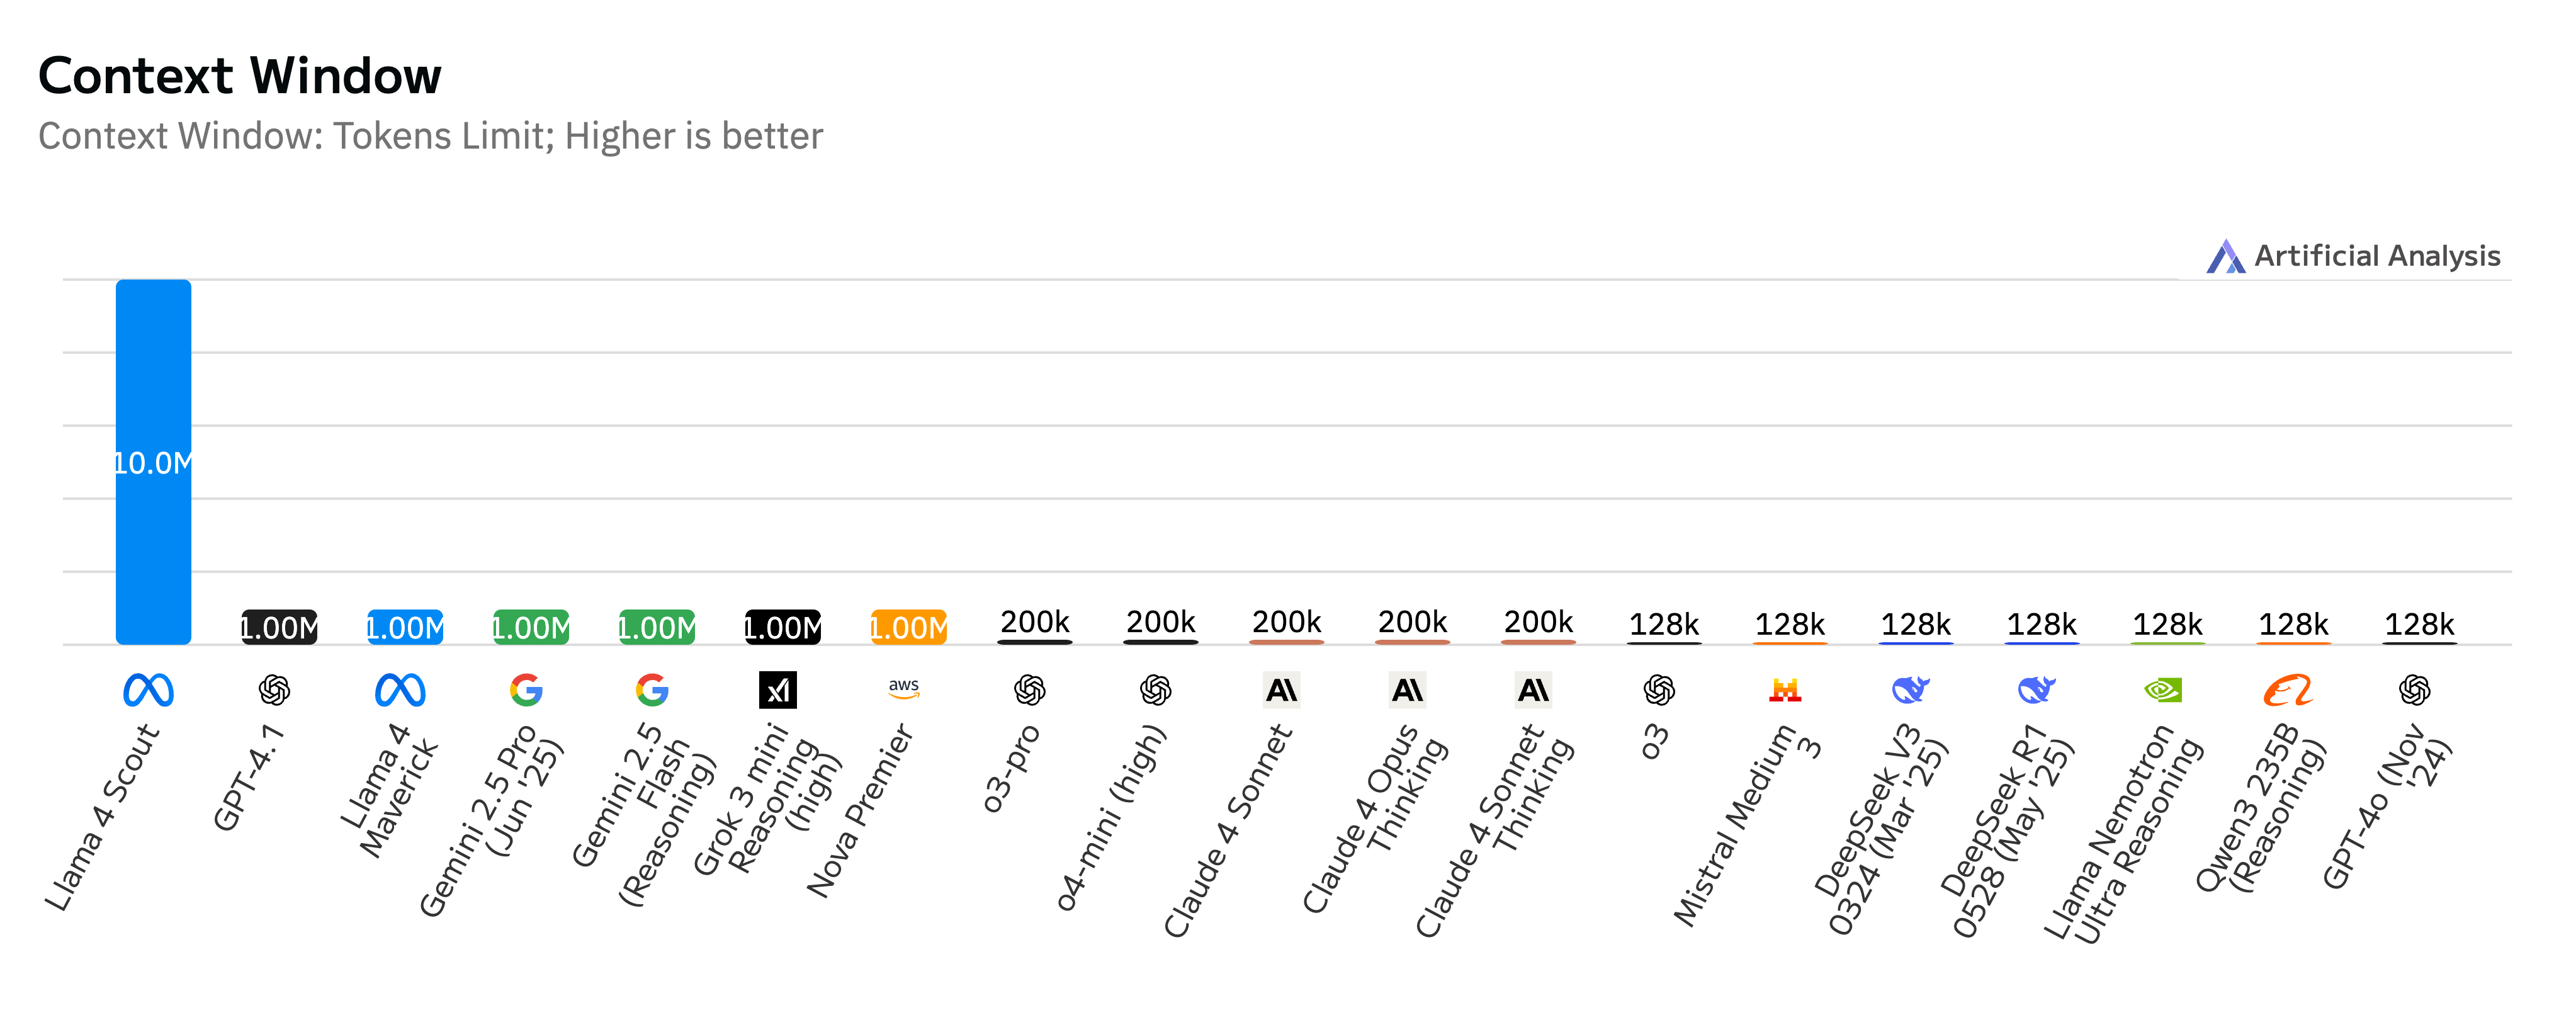 Context Window
Context Window: Tokens Limit; Higher is better
Artificial Analysis
10.0M
1.00M
1.00M
1.00M
1.00M
1.00M
1.00M
200k
200k
200k
200k
200k
128k
128k
128k
128k
128k
128k
128k
aws
Llama 4 Scout
GPT-4.1
Llama 4
Maverick
Gemini 2.5 Pro
(Jun '25)
Gemini 2.5
Flash
(Reasoning)
Grok 3 mini
Reasoning
(high)
Nova Premier
o3-pro
o4-mini (high)
Claude 4 Sonnet
Claude 4 Opus
Thinking
Claude 4 Sonnet
Thinking
o3
Mistral Medium
3
DeepSeek V3
0324 (Mar '25)
DeepSeek R1
0528 (May '25)
Llama Nemotron
Ultra Reasoning
Qwen3 235B
(Reasoning)
GPT-4o (Nov
'24)